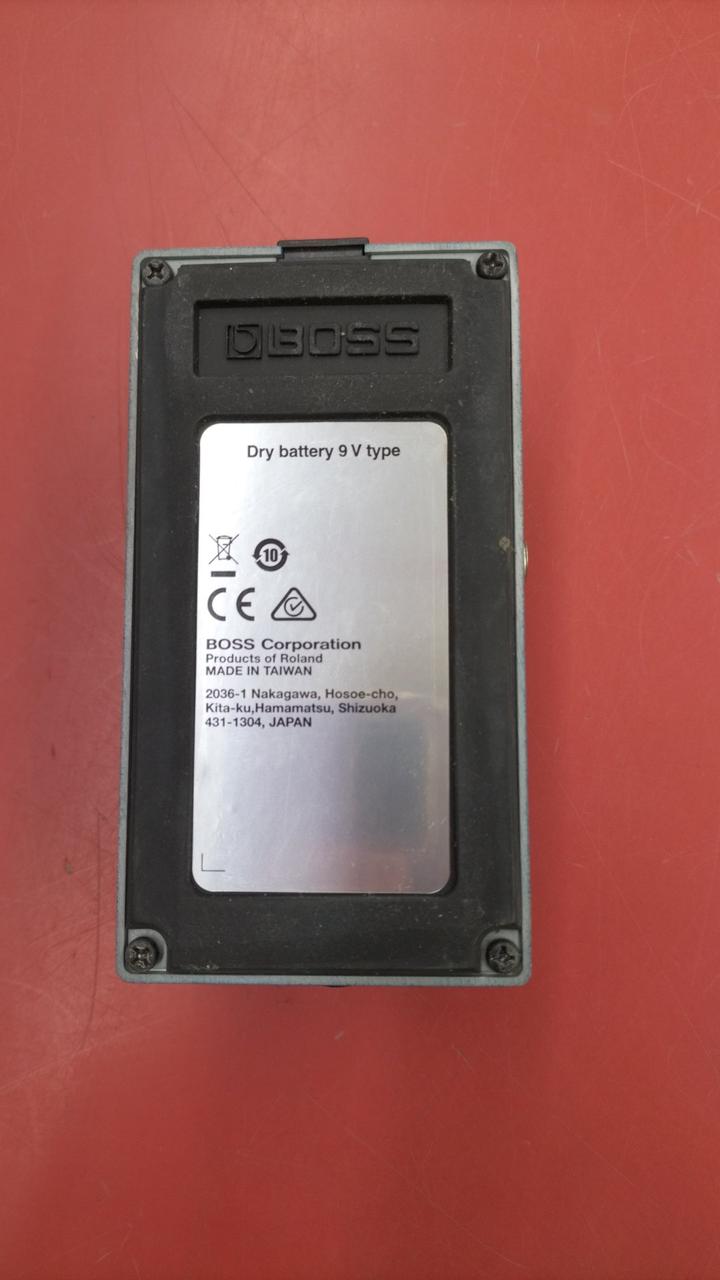 BOSS
Dry battery 9 V type
10
CE
BOSS Corporation
Products of Roland
MADE IN TAIWAN
2036-1 Nakagawa, Hosoe-cho,
Kita-ku,Hamamatsu, Shizuoka
431-1304, JAPAN